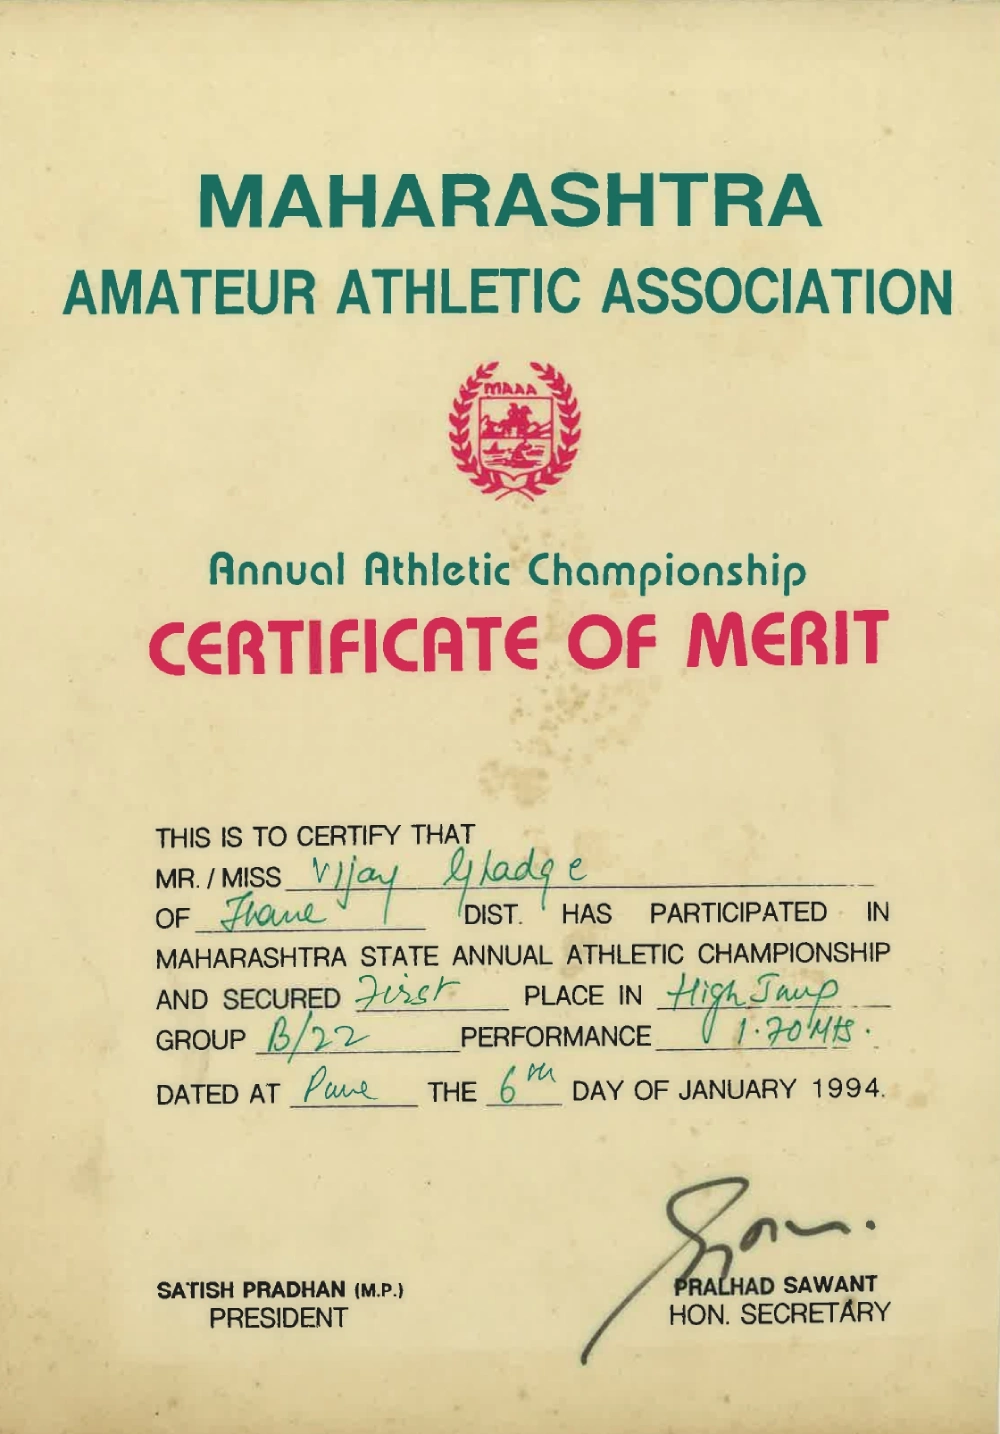 MAHARASHTRA
AMATEUR ATHLETIC ASSOCIATION
MAAA
Annual Athletic Championship
CERTIFICATE OF MERIT
THIS IS TO CERTIFY THAT
MR. / MISS Vijay
OF Thane DIST. HAS PARTICIPATED IN
MAHARASHTRA STATE ANNUAL ATHLETIC CHAMPIONSHIP
AND SECURED First PLACE IN High Jump
GROUP B/22 PERFORMANCE 1.70 Mts.
DATED AT Pune THE 6th DAY OF JANUARY 1994.
SATISH PRADHAN (M.P.)
PRESIDENT
PRALHAD SAWANT
HON. SECRETARY